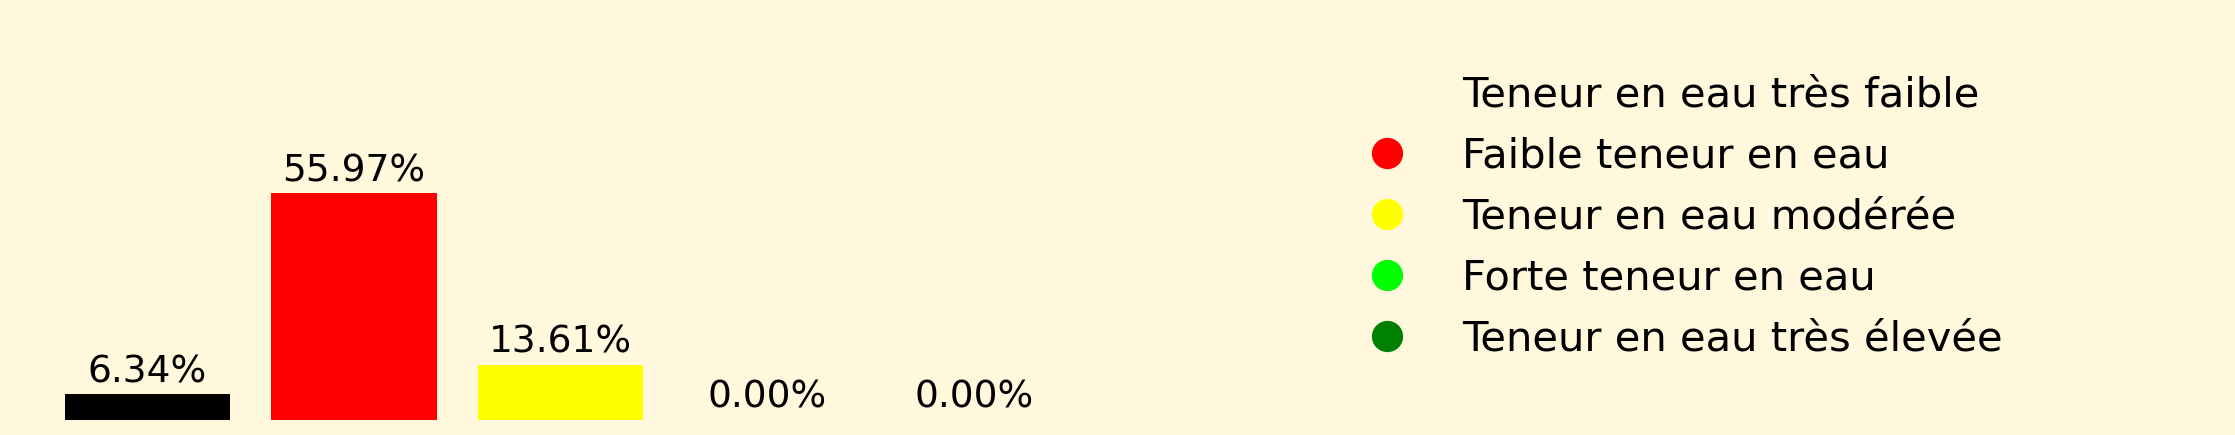 6.34%
55.97%
13.61%
0.00%
0.00%
Teneur en eau très faible
Faible teneur en eau
Teneur en eau modérée
Forte teneur en eau
Teneur en eau très élevée